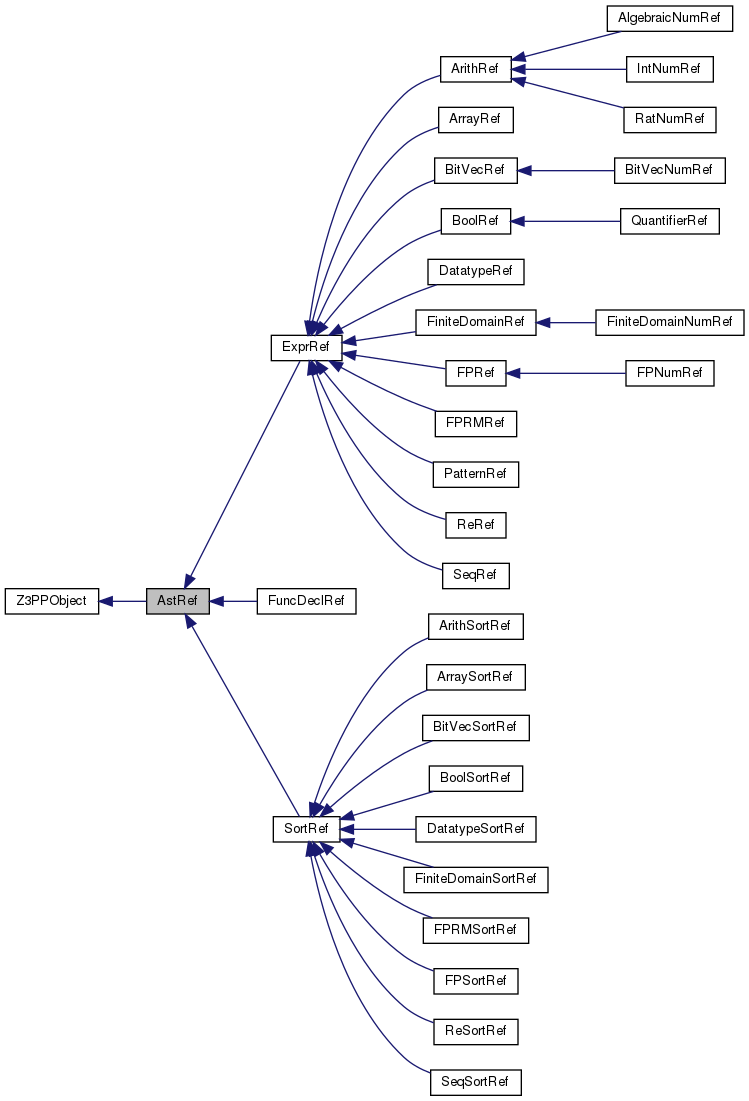 AlgebraicNumRef
ArithRef
IntNumRef
RatNumRef
ArrayRef
BitVecRef
BitVecNumRef
BoolRef
QuantifierRef
DatatypeRef
FiniteDomainRef
FiniteDomainNumRef
ExprRef
FPRef
FPNumRef
FPRMRef
PatternRef
ReRef
SeqRef
Z3PPObject
AstRef
FuncDeclRef
ArithSortRef
ArraySortRef
BitVecSortRef
BoolSortRef
SortRef
DatatypeSortRef
FiniteDomainSortRef
FPRMSortRef
FPSortRef
ReSortRef
SeqSortRef